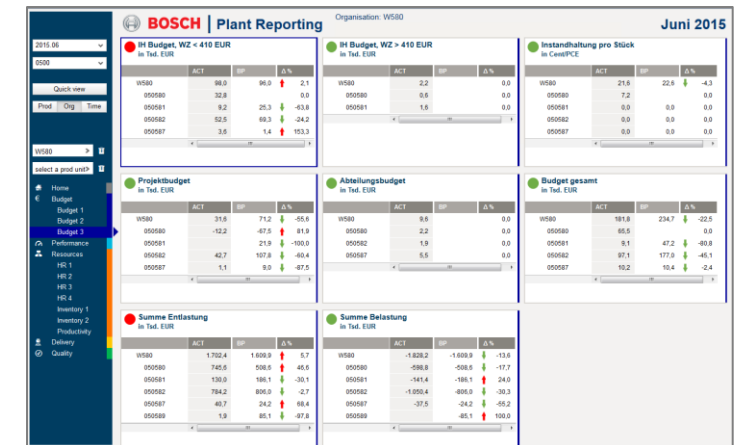 BOSCH | Plant Reporting
Organisation: W580
Juni 2015
2015.06
0500
Quick view
Prod Org Time
W580
select a prod unit>
Home
€ Budget
Budget 1
Budget 2
Budget 3
Performance
Resources
HR 1
HR 2
HR 3
HR 4
Inventory 1
Inventory 2
Productivity
Delivery
Quality
IH Budget, WZ < 410 EUR
in Tsd. EUR
ACT BP Δ %
W580 98,0 96,0 2,1
050580 32,8 0,0
050581 9,2 25,3 -63,8
050582 52,5 69,3 -24,2
050587 3,6 1,4 153,3
IH Budget, WZ > 410 EUR
in Tsd. EUR
ACT BP Δ %
W580 2,2 0,0
050580 0,6 0,0
050581 1,6 0,0
Instandhaltung pro Stück
in Cent/PCE
ACT BP Δ %
W580 21,6 22,6 -4,3
050580 7,2 0,0
050581 0,0 0,0 0,0
050582 0,0 0,0 0,0
050587 0,0 0,0 0,0
Projektbudget
in Tsd. EUR
ACT BP Δ %
W580 31,6 71,2 -55,6
050580 -12,2 -67,5 81,9
050581 21,9 -100,0
050582 42,7 107,8 -60,4
050587 1,1 9,0 -87,5
Abteilungsbudget
in Tsd. EUR
ACT BP Δ %
W580 9,6 0,0
050580 2,2 0,0
050582 1,9 0,0
050587 5,5 0,0
Budget gesamt
in Tsd. EUR
ACT BP Δ %
W580 181,8 234,7 -22,5
050580 65,5 0,0
050581 9,1 47,2 -80,8
050582 97,1 177,0 -45,1
050587 10,2 10,4 -2,4
Summe Entlastung
in Tsd. EUR
ACT BP Δ %
W580 1.702,4 1.609,9 5,7
050580 745,6 508,6 46,6
050581 130,0 186,1 -30,1
050582 784,2 806,0 -2,7
050587 40,7 24,2 68,4
050589 1,9 85,1 -97,8
Summe Belastung
in Tsd. EUR
ACT BP Δ %
W580 -1.828,2 -1.609,9 -13,6
050580 -598,8 -508,6 -17,7
050581 -141,4 -186,1 24,0
050582 -1.050,4 -806,0 -30,3
050587 -37,5 -24,2 -55,2
050589 -85,1 100,0